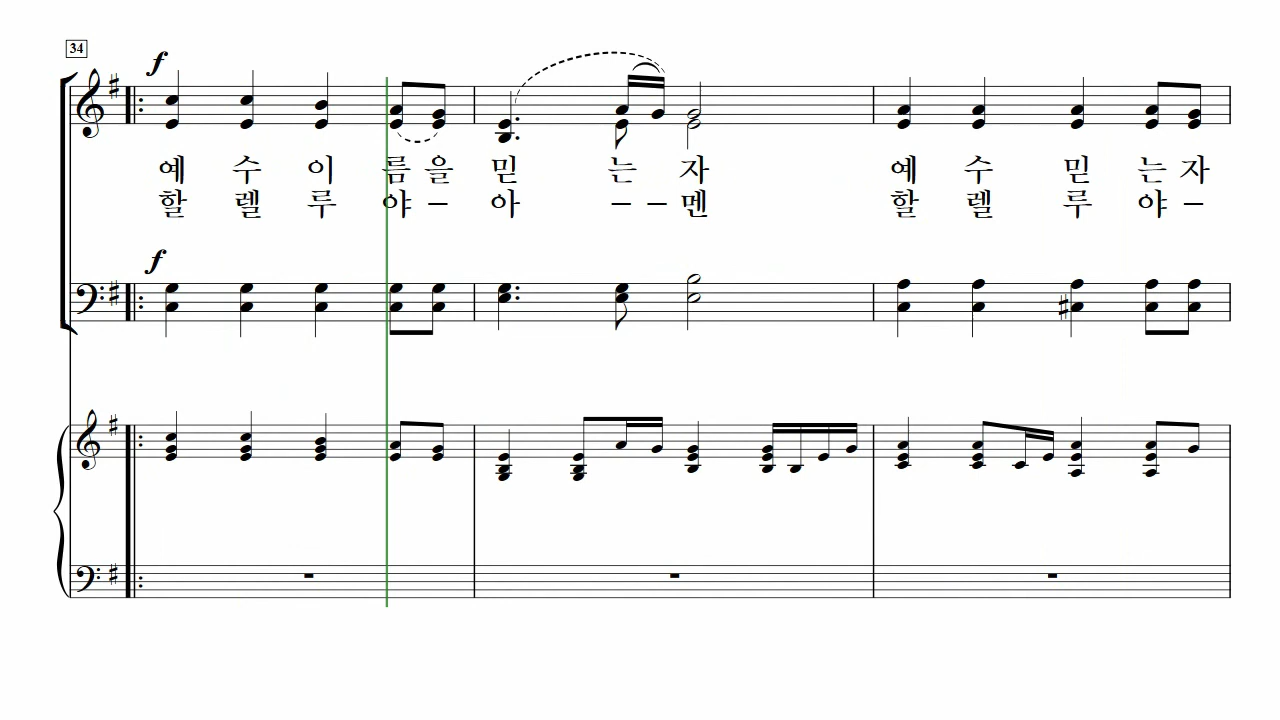 34
f
예 수 이 름 을 믿 는 자 예 수 믿 는 자
할 렐 루 야 – 아 – – 멘 할 렐 루 야 –
f